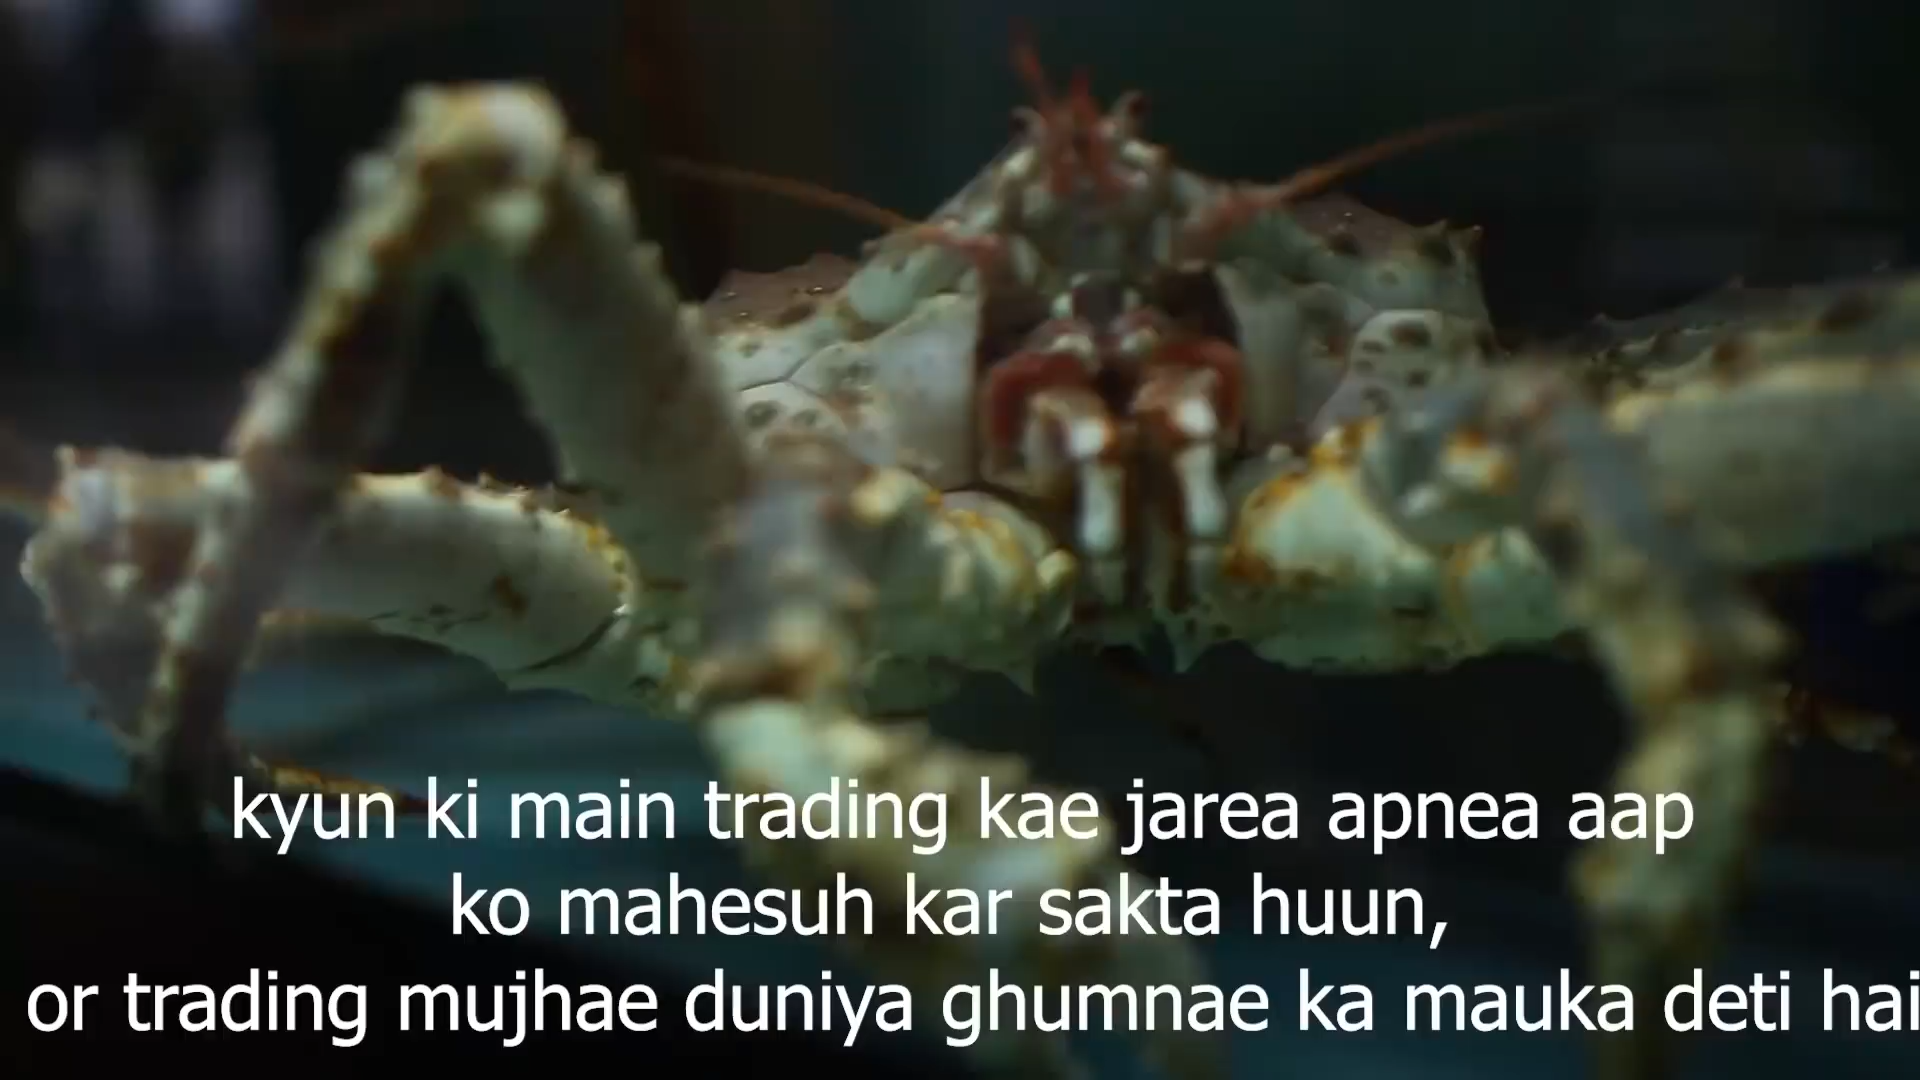 kyun ki main trading kae jarea apnea aap
ko mahesuh kar sakta huun,
or trading mujhae duniya ghumnae ka mauka deti hai